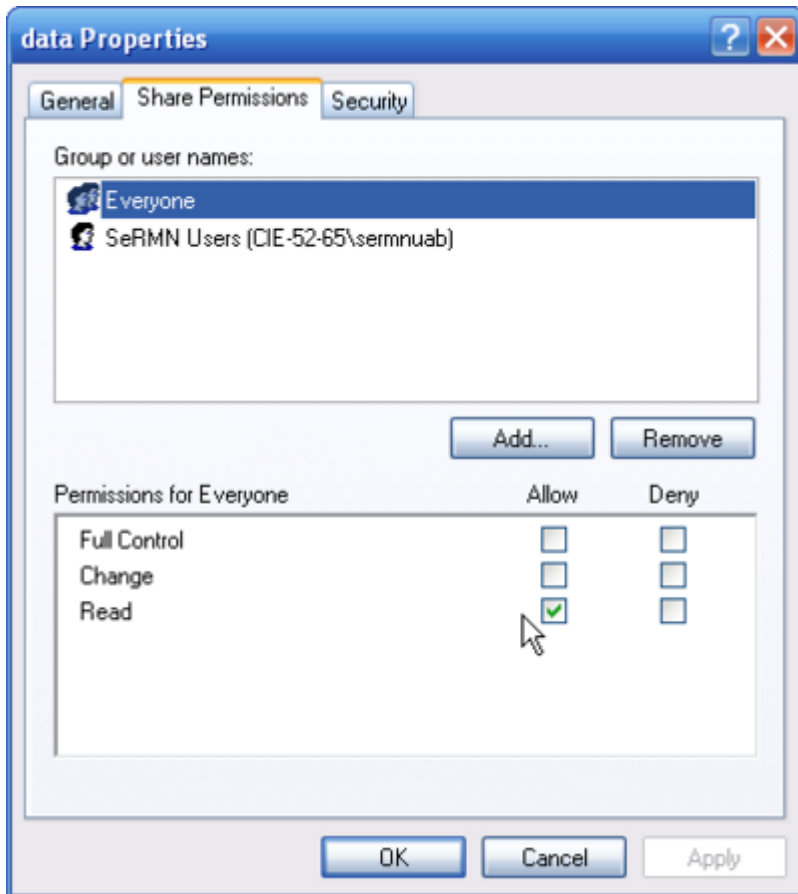 data Properties
General Share Permissions Security
Group or user names:
Everyone
SeRMN Users (CIE-52-65\sermnuab)
Add... Remove
Permissions for Everyone Allow Deny
Full Control
Change
Read
OK Cancel Apply